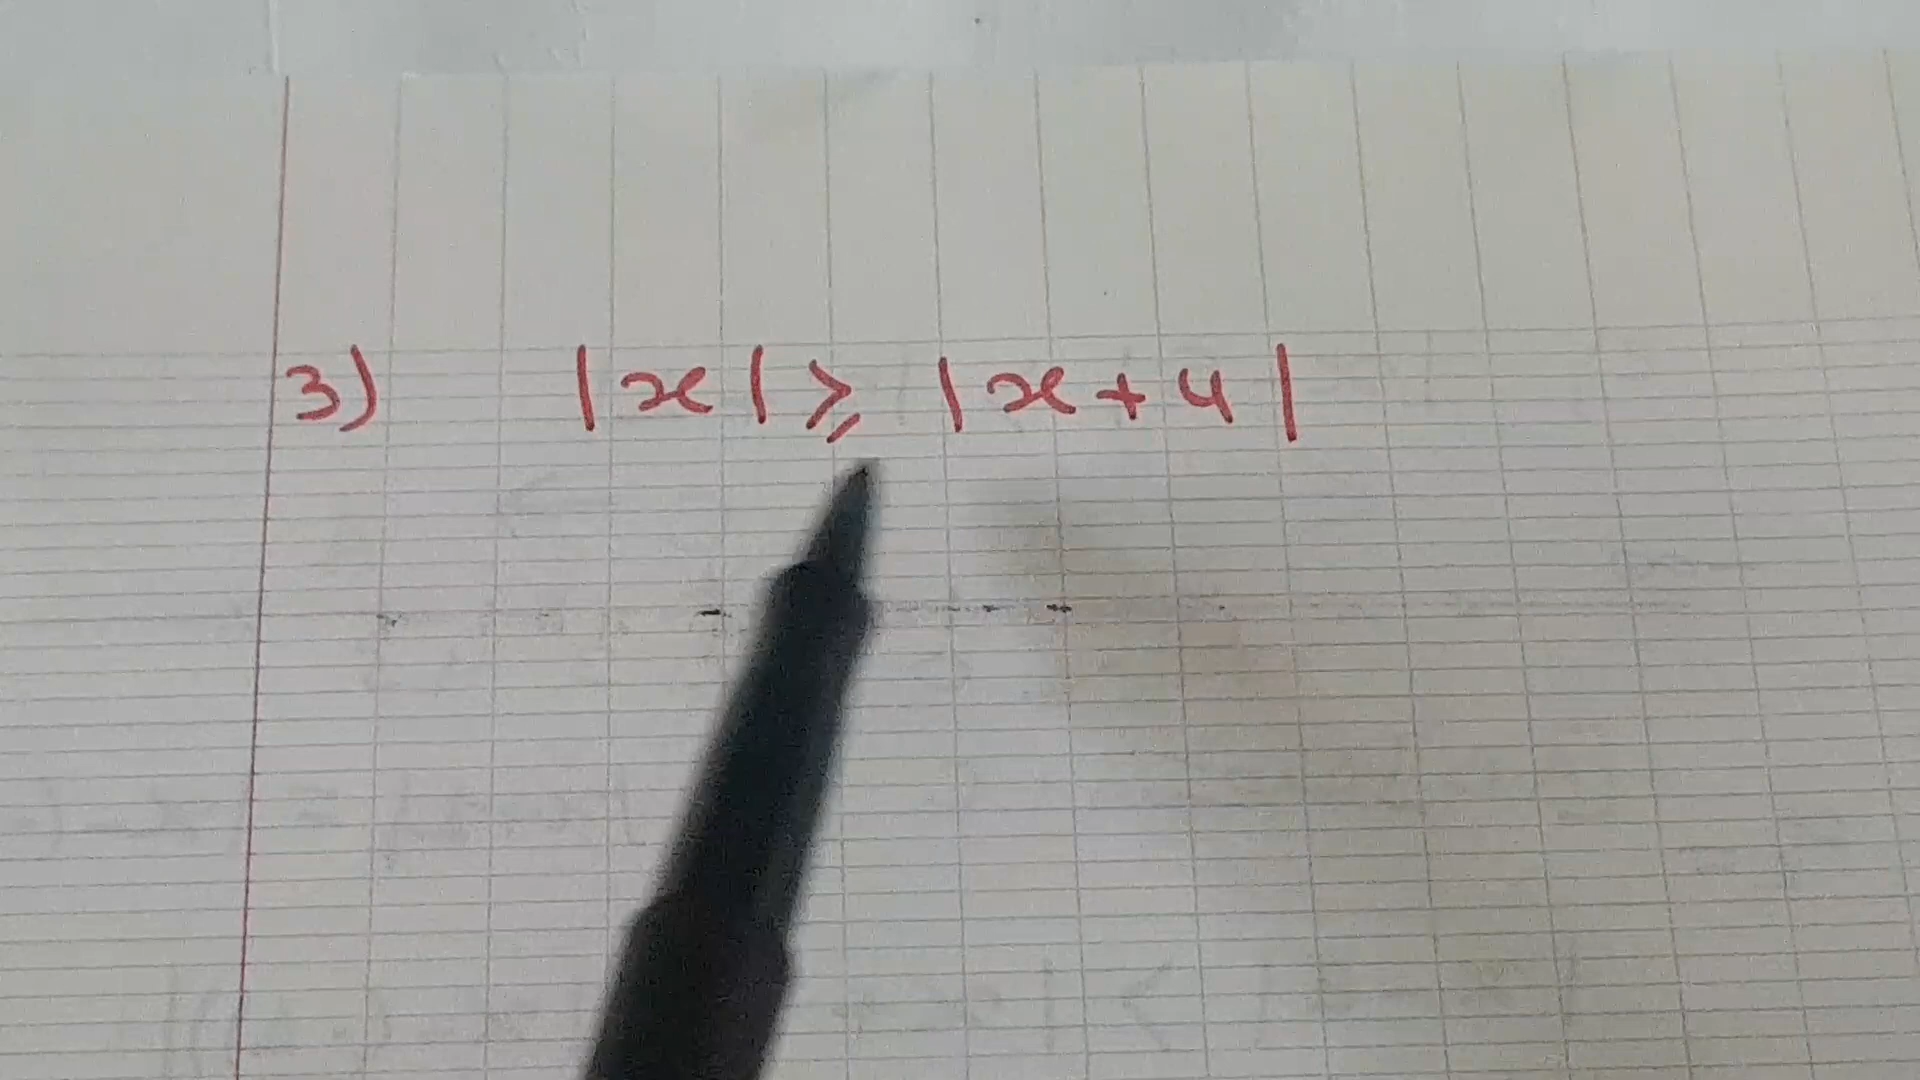 3) |x| ⩾ |x + 4|